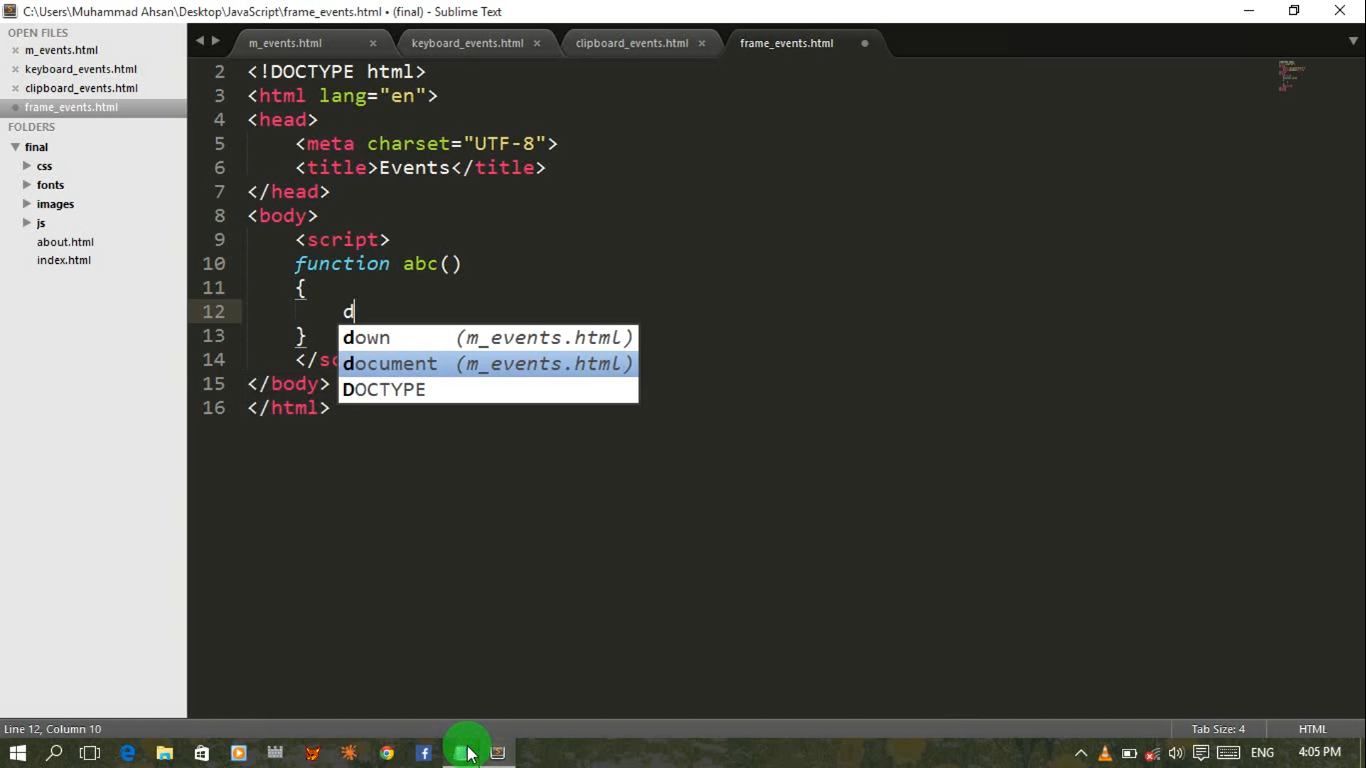 C:\Users\Muhammad Ahsan\Desktop\JavaScript\frame_events.html • (final) - Sublime Text
OPEN FILES
m_events.html
keyboard_events.html
clipboard_events.html
frame_events.html
FOLDERS
final
css
fonts
images
js
about.html
index.html
m_events.html keyboard_events.html clipboard_events.html frame_events.html
2 <!DOCTYPE html>
3 <html lang="en">
4 <head>
5 <meta charset="UTF-8">
6 <title>Events</title>
7 </head>
8 <body>
9 <script>
10 function abc()
11 {
12 d
down (m_events.html)
13 }
document (m_events.html)
14 </sc
DOCTYPE
15 </body>
16 </html>
Line 12, Column 10
Tab Size: 4 HTML
ENG 4:05 PM